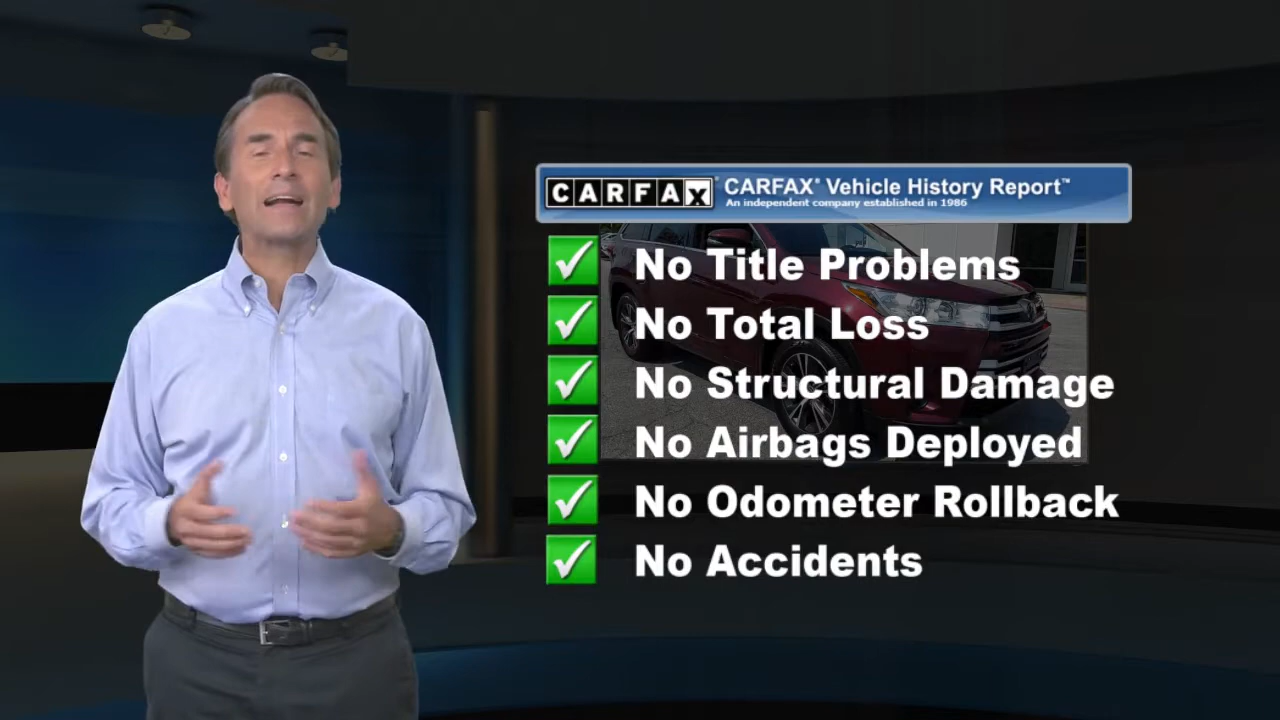 CARFAX® CARFAX® Vehicle History Report™
An independent company established in 1986
No Title Problems
No Total Loss
No Structural Damage
No Airbags Deployed
No Odometer Rollback
No Accidents